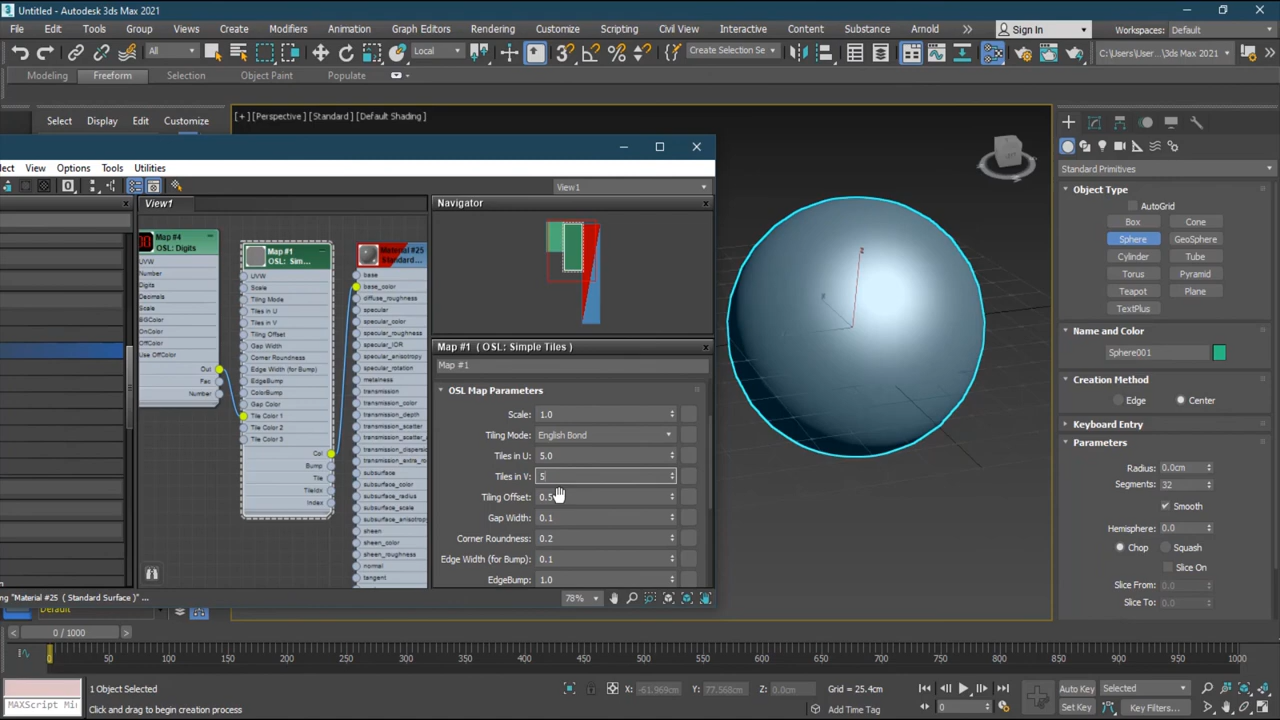 Untitled - Autodesk 3ds Max 2021
File Edit Tools Group Views Create Modifiers Animation Graph Editors Rendering Customize Scripting Civil View Substance Arnold Sign In Workspaces: Default
All Local Create Selection Se C:\Users\User...\3ds Max 2021
Modeling Freeform Selection Object Paint Populate
Select Display Edit Customize
[+] [Perspective] [Standard] [Default Shading]
Options Tools Utilities
View
View1
View1
Navigator
Map #4
OSL: Digits
UVW
Number
Digits
Decimals
Scale
BGColor
OnColor
OffColor
Use OffColor
Out
Fac
Number
Map #1
OSL: Sim...
UVW
Scale
Tiling Mode
Tiles in U
Tiles in V
Tiling Offset
Gap Width
Corner Roundness
Edge Width (for Bump)
EdgeBump
ColorBump
Gap Color
Tile Color 1
Tile Color 2
Tile Color 3
Col
Bump
Tile
TileIdx
Index
Material #25
Standard...
base
base_color
diffuse_roughness
specular
specular_color
specular_roughness
specular_IOR
specular_anisotropy
specular_rotation
metalness
transmission
transmission_color
transmission_depth
transmission_scatter
transmission_scatter_
transmission_dispersi
transmission_extra_ro
subsurface
subsurface_color
subsurface_radius
subsurface_scale
subsurface_anisotrop
sheen
sheen_color
sheen_roughness
normal
tangent
Map #1 ( OSL: Simple Tiles )
Map #1
OSL Map Parameters
Scale: 1.0
Tiling Mode: English Bond
Tiles in U: 5.0
Tiles in V: 5
Tiling Offset: 0.5
Gap Width: 0.1
Corner Roundness: 0.2
Edge Width (for Bump): 0.1
EdgeBump: 1.0
ng "Material #25 ( Standard Surface )" ...
78%
Default
z
Standard Primitives
Object Type
AutoGrid
Box Cone
Sphere GeoSphere
Cylinder Tube
Torus Pyramid
Teapot Plane
TextPlus
Name and Color
Sphere001
Creation Method
Edge Center
Keyboard Entry
Parameters
Radius: 0.0cm
Segments: 32
Smooth
Hemisphere: 0.0
Chop Squash
Slice On
Slice From: 0.0
Slice To: 0.0
0 / 1000
0 50 100 150 200 250 300 350 400 450 500 550 600 650 700 750 800 850 900 950 1000
1 Object Selected
X: -61.969cm Y: 77.568cm Z: 0.0cm Grid = 25.4cm
Auto Key Selected
MAXScript Mi
Click and drag to begin creation process
Add Time Tag
0
Set Key Key Filters...